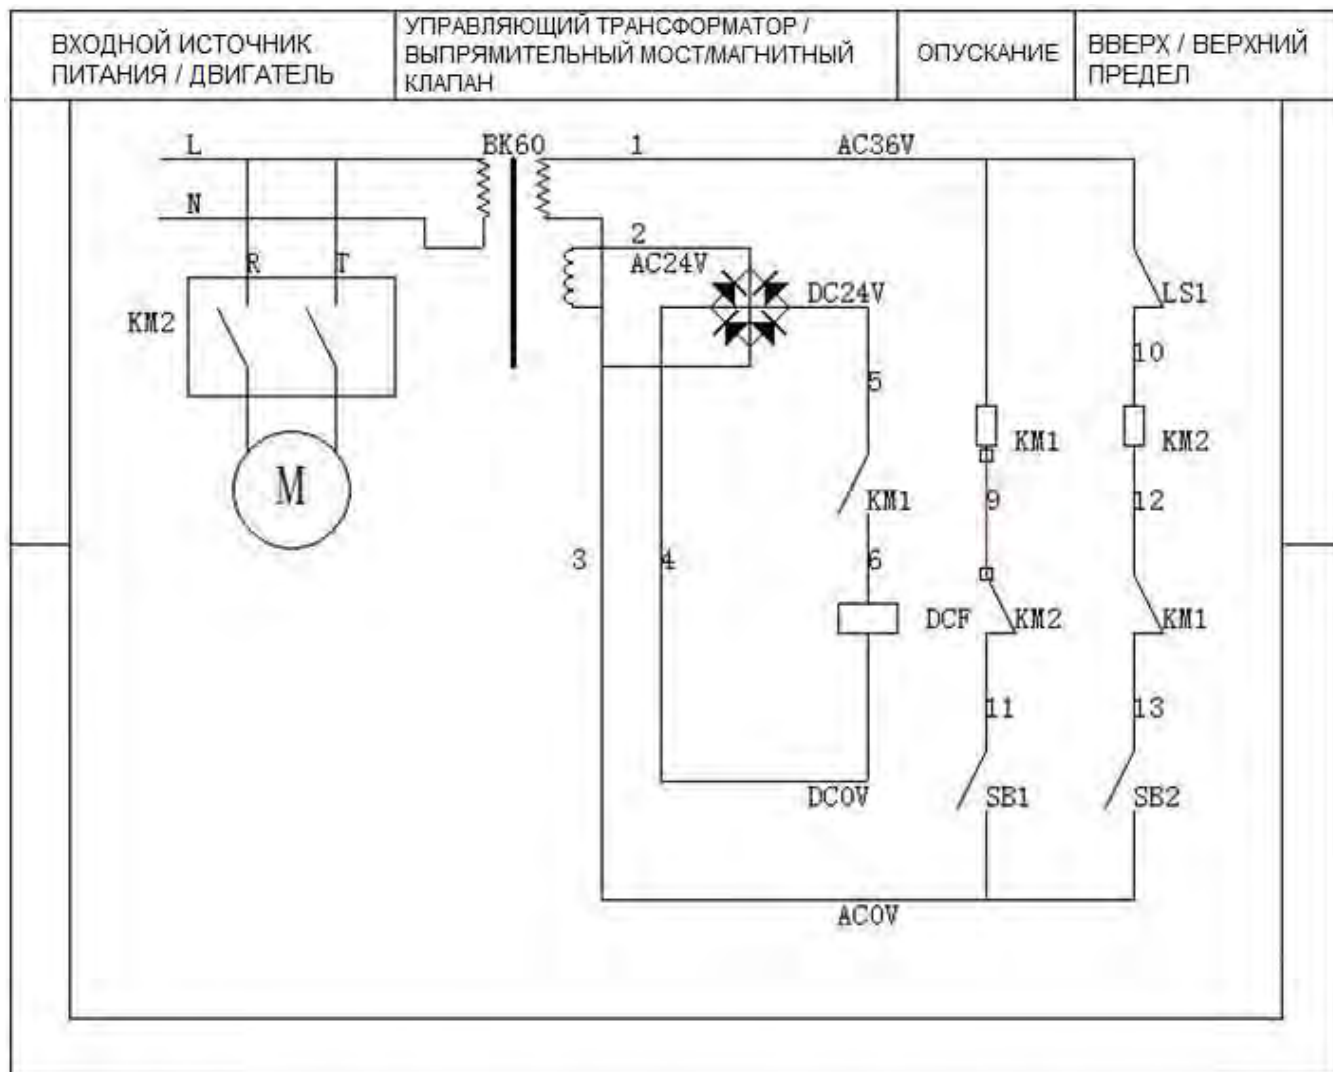 ВХОДНОЙ ИСТОЧНИК
ПИТАНИЯ / ДВИГАТЕЛЬ
УПРАВЛЯЮЩИЙ ТРАНСФОРМАТОР /
ВЫПРЯМИТЕЛЬНЫЙ МОСТ/МАГНИТНЫЙ
КЛАПАН
ОПУСКАНИЕ
ВВЕРХ / ВЕРХНИЙ
ПРЕДЕЛ
L
BK60
1
AC36V
N
2
AC24V
R
T
DC24V
LS1
KM2
10
5
KM1
KM2
M
KM1
9
12
3
4
6
DCF
KM2
KM1
11
13
DC0V
SB1
SB2
AC0V